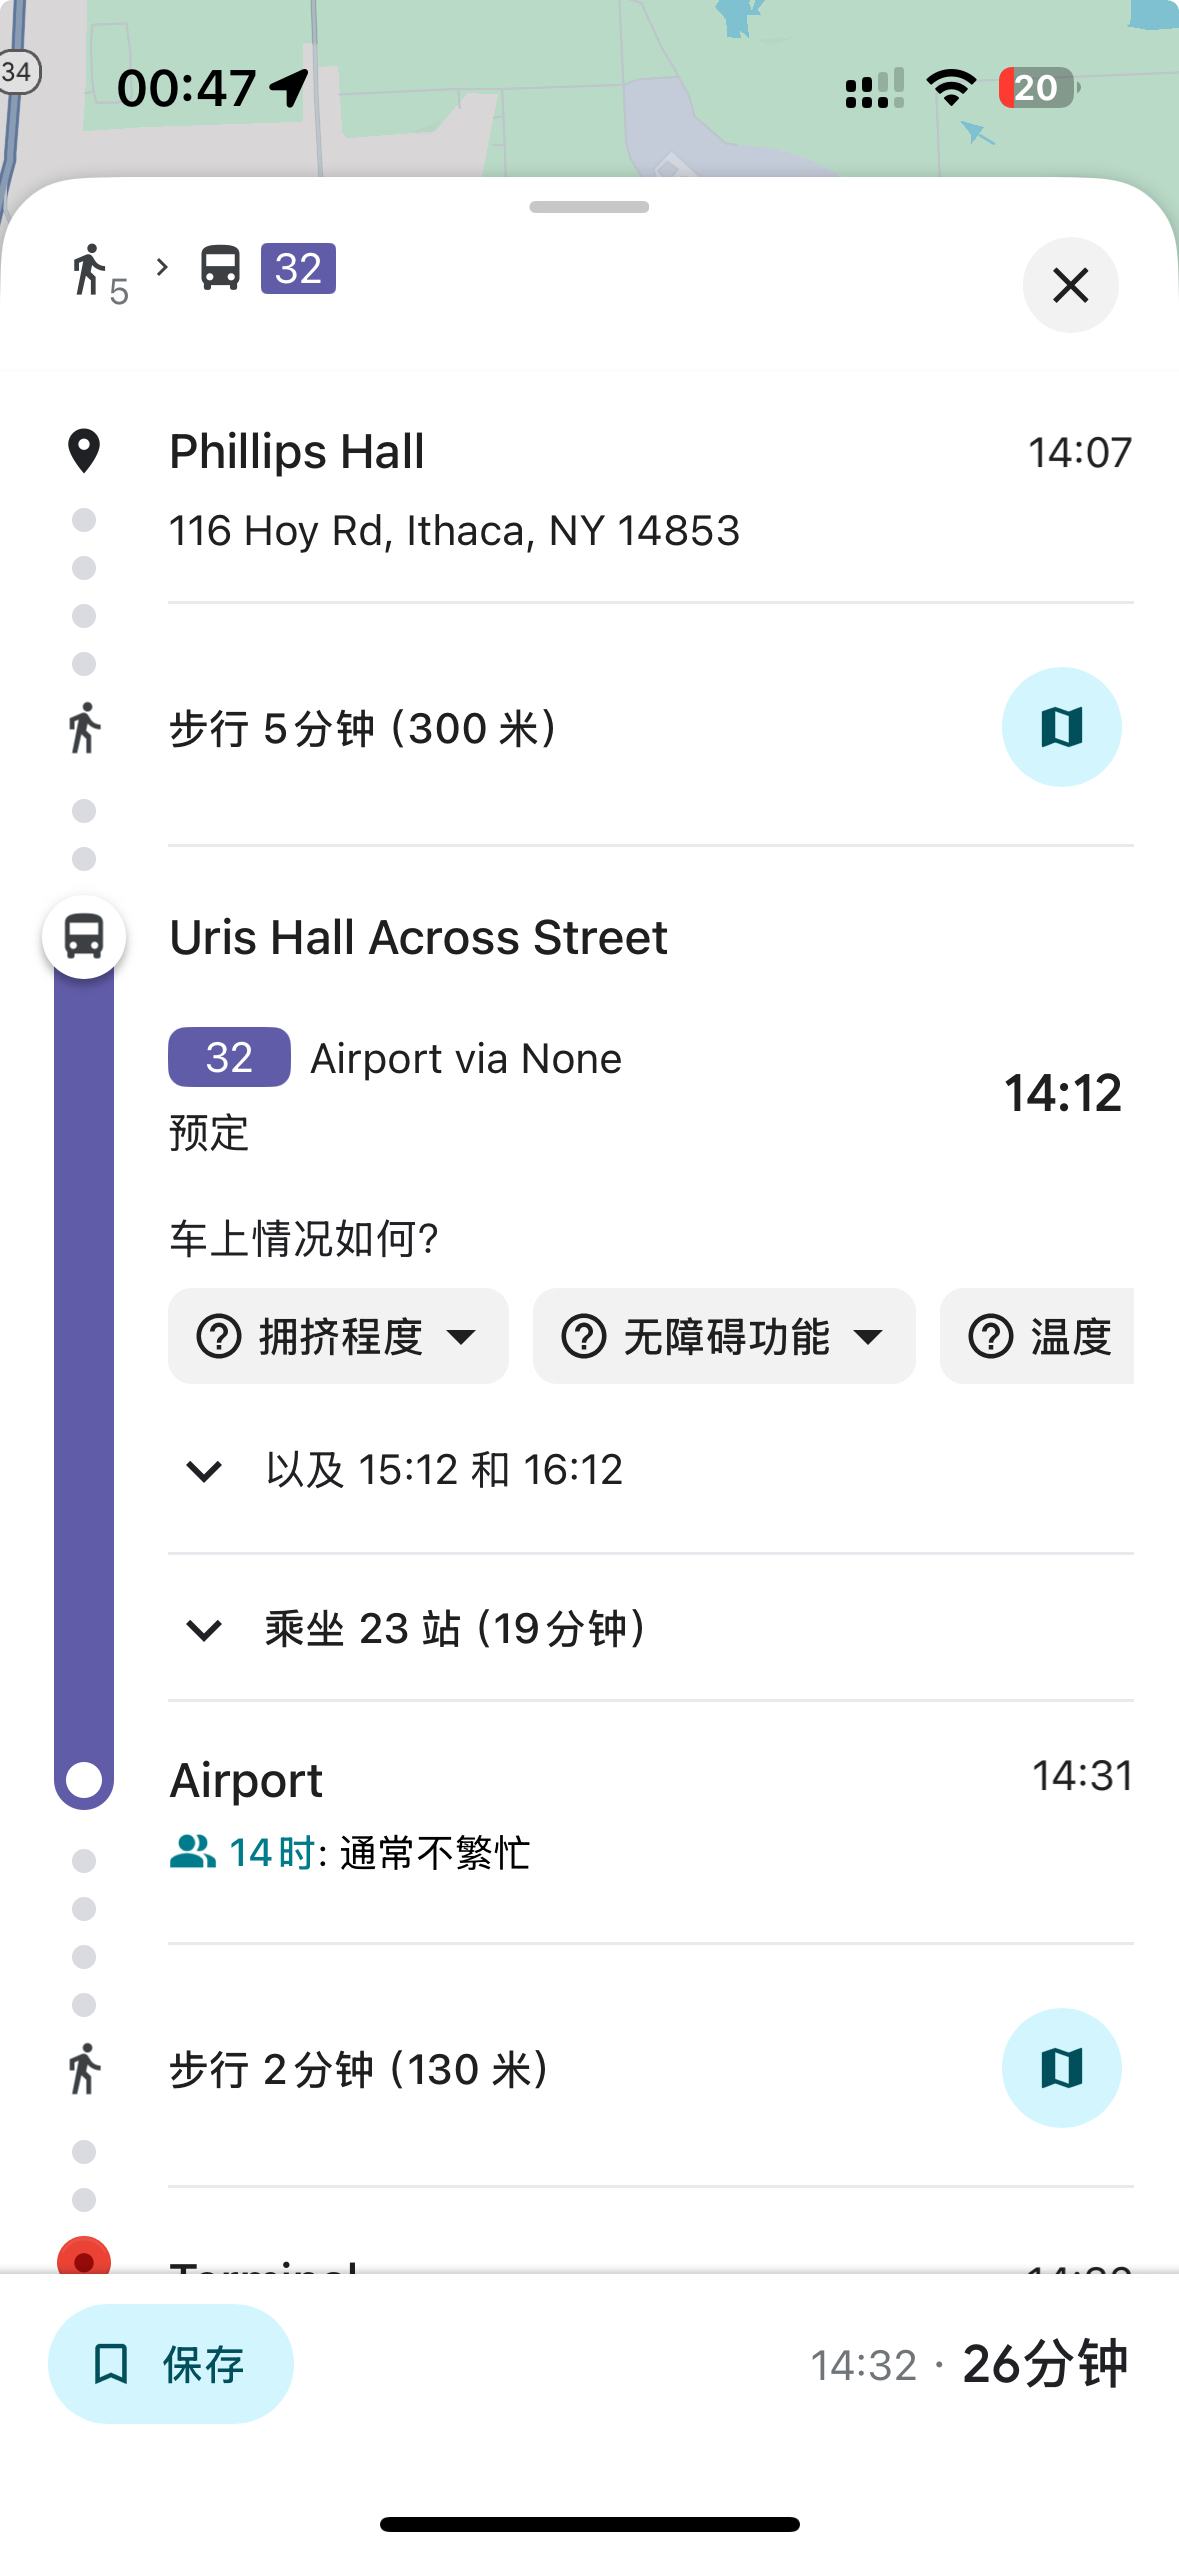 34
00:47
20
5
32
Phillips Hall
14:07
116 Hoy Rd, Ithaca, NY 14853
步行 5分钟 (300 米)
Uris Hall Across Street
32 Airport via None
14:12
预定
车上情况如何?
拥挤程度 无障碍功能 温度
以及 15:12 和 16:12
乘坐 23 站 (19分钟)
Airport
14:31
14时: 通常不繁忙
步行 2分钟 (130 米)
Terminal
保存
14:32 · 26分钟